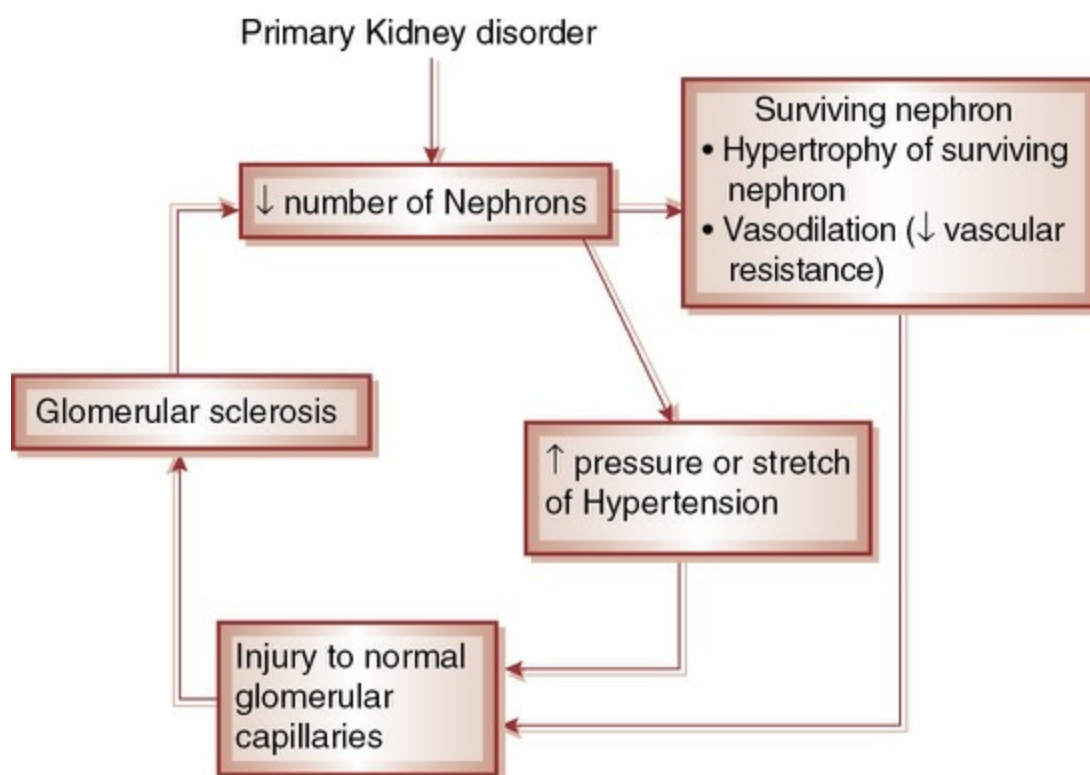 Primary Kidney disorder
↓ number of Nephrons
Surviving nephron
• Hypertrophy of surviving
nephron
• Vasodilation (↓ vascular
resistance)
Glomerular sclerosis
↑ pressure or stretch
of Hypertension
Injury to normal
glomerular
capillaries